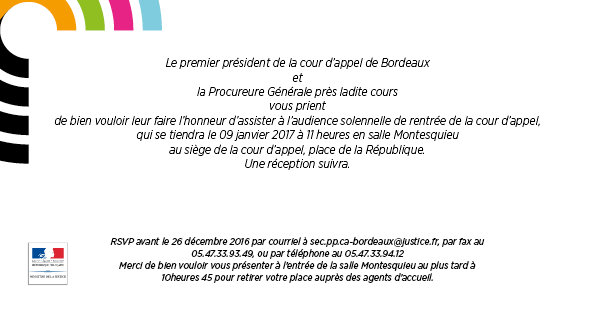 Le premier président de la cour d'appel de Bordeaux
et
la Procureure Générale près ladite cours
vous prient
de bien vouloir leur faire l'honneur d'assister à l'audience solennelle de rentrée de la cour d'appel,
qui se tiendra le 09 janvier 2017 à 11 heures en salle Montesquieu
au siège de la cour d'appel, place de la République.
Une réception suivra.
RSVP avant le 26 décembre 2016 par courriel à sec.pp.ca-bordeaux@justice.fr, par fax au
05.47.33.93.49, ou par téléphone au 05.47.33.94.12
Merci de bien vouloir vous présenter à l'entrée de la salle Montesquieu au plus tard à
10heures 45 pour retirer votre place auprès des agents d'accueil.
MINISTÈRE DE LA JUSTICE